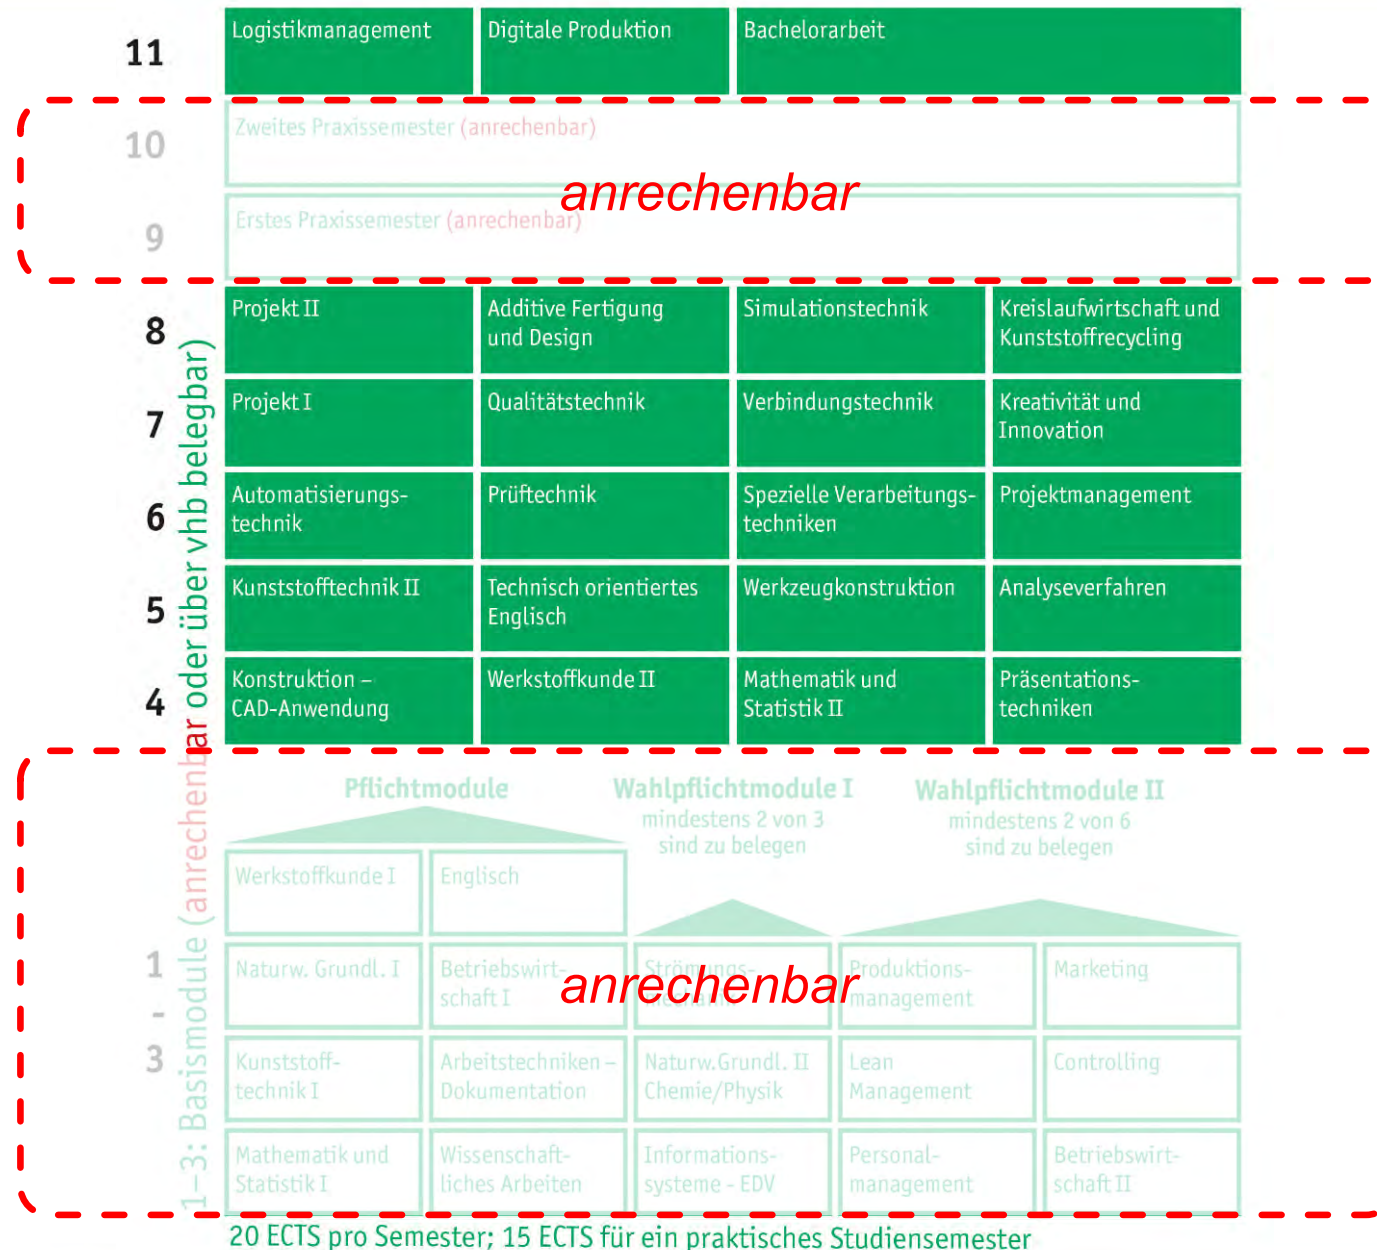 11
Logistikmanagement
Digitale Produktion
Bachelorarbeit
10
Zweites Praxissemester (anrechenbar)
anrechenbar
9
Erstes Praxissemester (anrechenbar)
8
Projekt II
Additive Fertigung
und Design
Simulationstechnik
Kreislaufwirtschaft und
Kunststoffrecycling
7
Projekt I
Qualitätstechnik
Verbindungstechnik
Kreativität und
Innovation
6
Automatisierungs-
technik
Prüftechnik
Spezielle Verarbeitungs-
techniken
Projektmanagement
5
Kunststofftechnik II
Technisch orientiertes
Englisch
Werkzeugkonstruktion
Analyseverfahren
4
Konstruktion –
CAD-Anwendung
Werkstoffkunde II
Mathematik und
Statistik II
Präsentations-
techniken
1–3: Basismodule (anrechenbar oder über vhb belegbar)
Pflichtmodule
Wahlpflichtmodule I
mindestens 2 von 3
sind zu belegen
Wahlpflichtmodule II
mindestens 2 von 6
sind zu belegen
Werkstoffkunde I
Englisch
1
-
3
Naturw. Grundl. I
Betriebswirt-
schaft I
anrechenbar
Strömungs-
mechanik
Produktions-
management
Marketing
Kunststoff-
technik I
Arbeitstechniken –
Dokumentation
Naturw.Grundl. II
Chemie/Physik
Lean
Management
Controlling
Mathematik und
Statistik I
Wissenschaft-
liches Arbeiten
Informations-
systeme - EDV
Personal-
management
Betriebswirt-
schaft II
20 ECTS pro Semester; 15 ECTS für ein praktisches Studiensemester